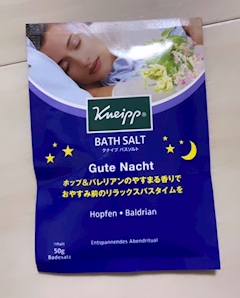 Kneipp®
BATH SALT
クナイプ バスソルト
Gute Nacht
ホップ&バレリアンのやすまる香りで
おやすみ前のリラックスバスタイムを
Hopfen • Baldrian
Inhalt
50g
Badesalz
Entspannendes Abendritual